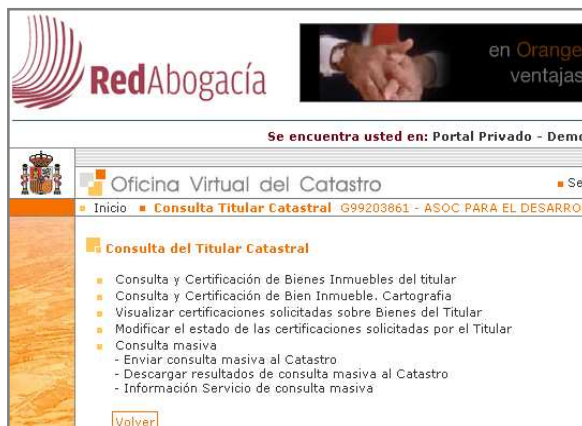 RedAbogacía
en Orange
ventajas
Se encuentra usted en: Portal Privado - Demo
Oficina Virtual del Catastro
Se
Inicio Consulta Titular Catastral G99203861 - ASOC PARA EL DESARRO
Consulta del Titular Catastral
Consulta y Certificación de Bienes Inmuebles del titular
Consulta y Certificación de Bien Inmueble. Cartografia
Visualizar certificaciones solicitadas sobre Bienes del Titular
Modificar el estado de las certificaciones solicitadas por el Titular
Consulta masiva
- Enviar consulta masiva al Catastro
- Descargar resultados de consulta masiva al Catastro
- Información Servicio de consulta masiva
Volver